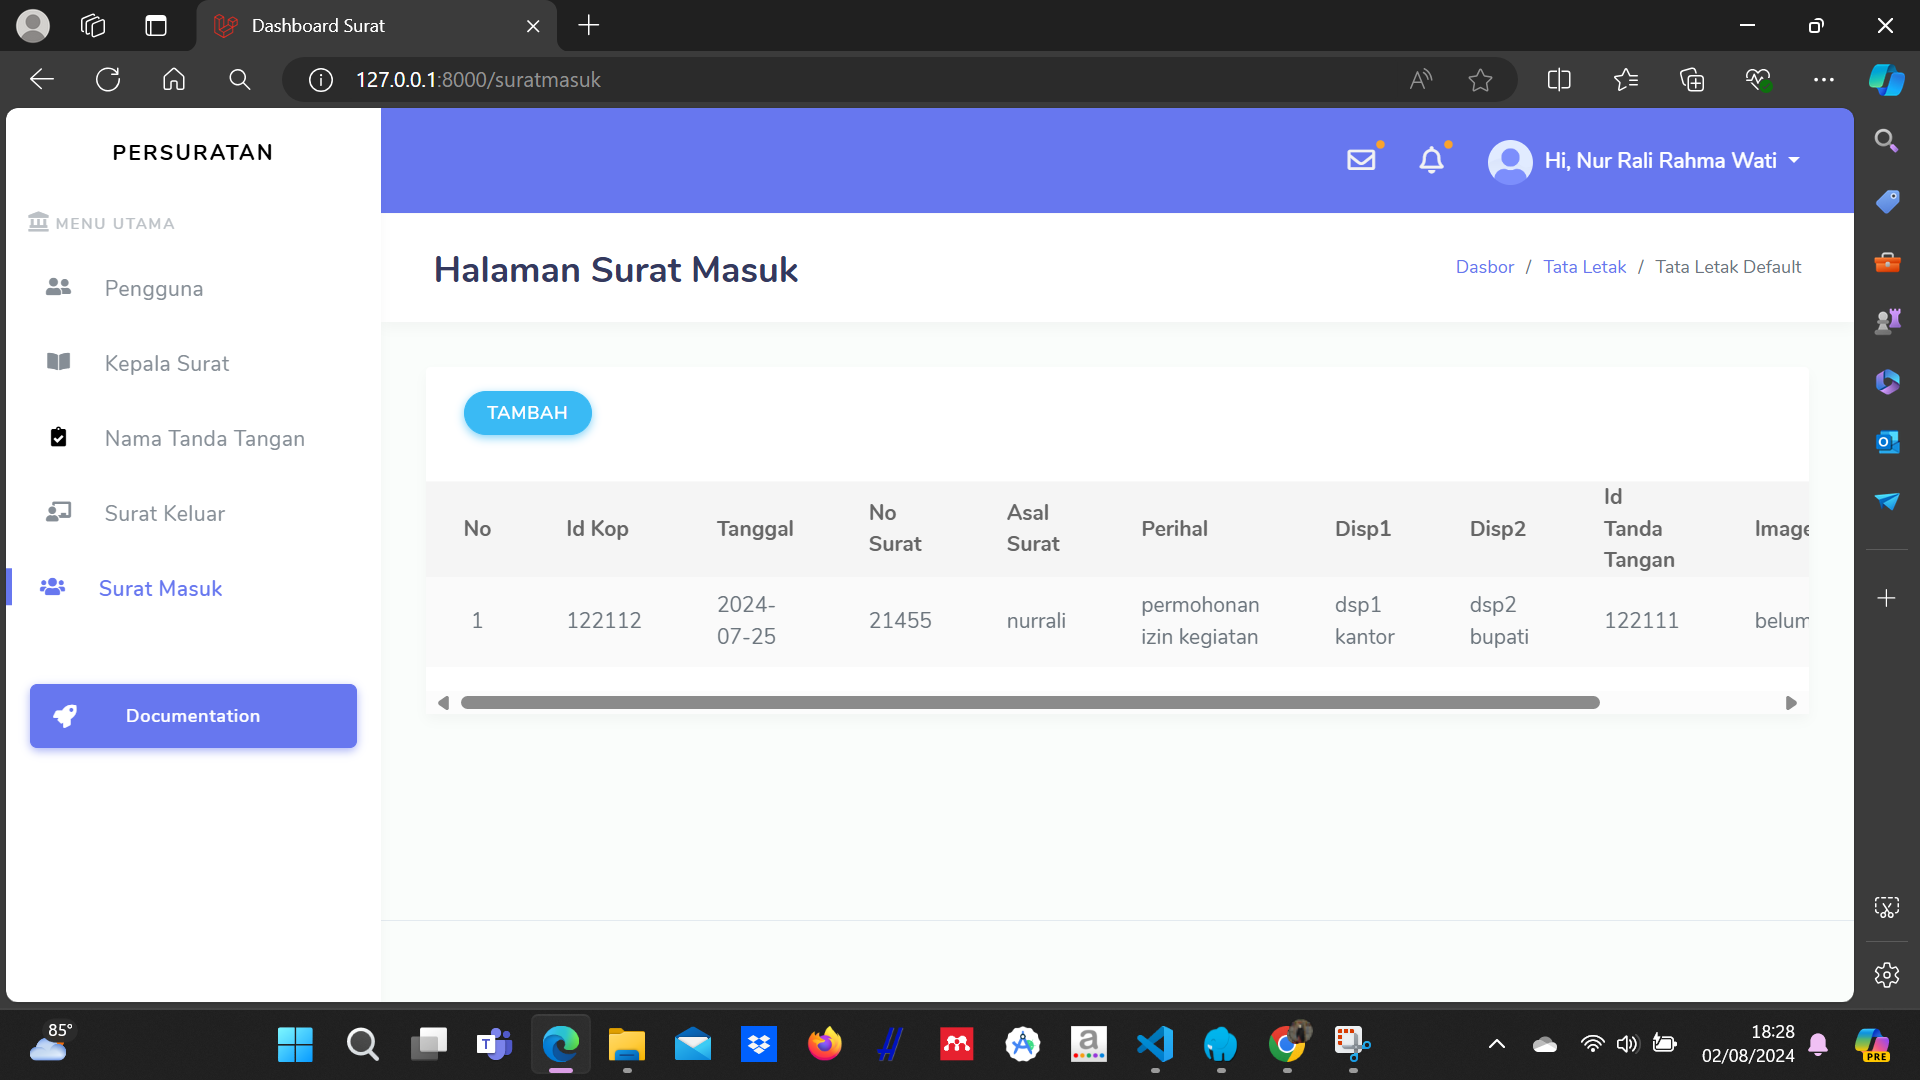 Dashboard Surat
127.0.0.1:8000/suratmasuk
PERSURATAN
Hi, Nur Rali Rahma Wati
MENU UTAMA
Pengguna
Kepala Surat
Nama Tanda Tangan
Surat Keluar
Surat Masuk
Documentation
Halaman Surat Masuk
Dasbor / Tata Letak / Tata Letak Default
TAMBAH
No Id Kop Tanggal No Surat Asal Surat Perihal Disp1 Disp2 Id Tanda Tangan Image
1 122112 2024-07-25 21455 nurrali permohonan izin kegiatan dsp1 kantor dsp2 bupati 122111 belum
85°
18:28
02/08/2024
PRE